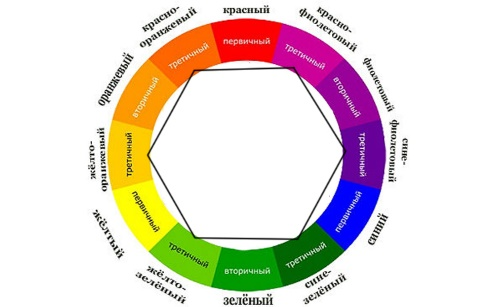 красный
первичный
красно-
фиолетовый
третичный
фиолетовый
вторичный
сине-
фиолетовый
третичный
синий
первичный
сине-
зелёный
третичный
зелёный
вторичный
жёлто-
зелёный
третичный
жёлтый
первичный
жёлто-
оранжевый
третичный
оранжевый
вторичный
красно-
оранжевый
третичный